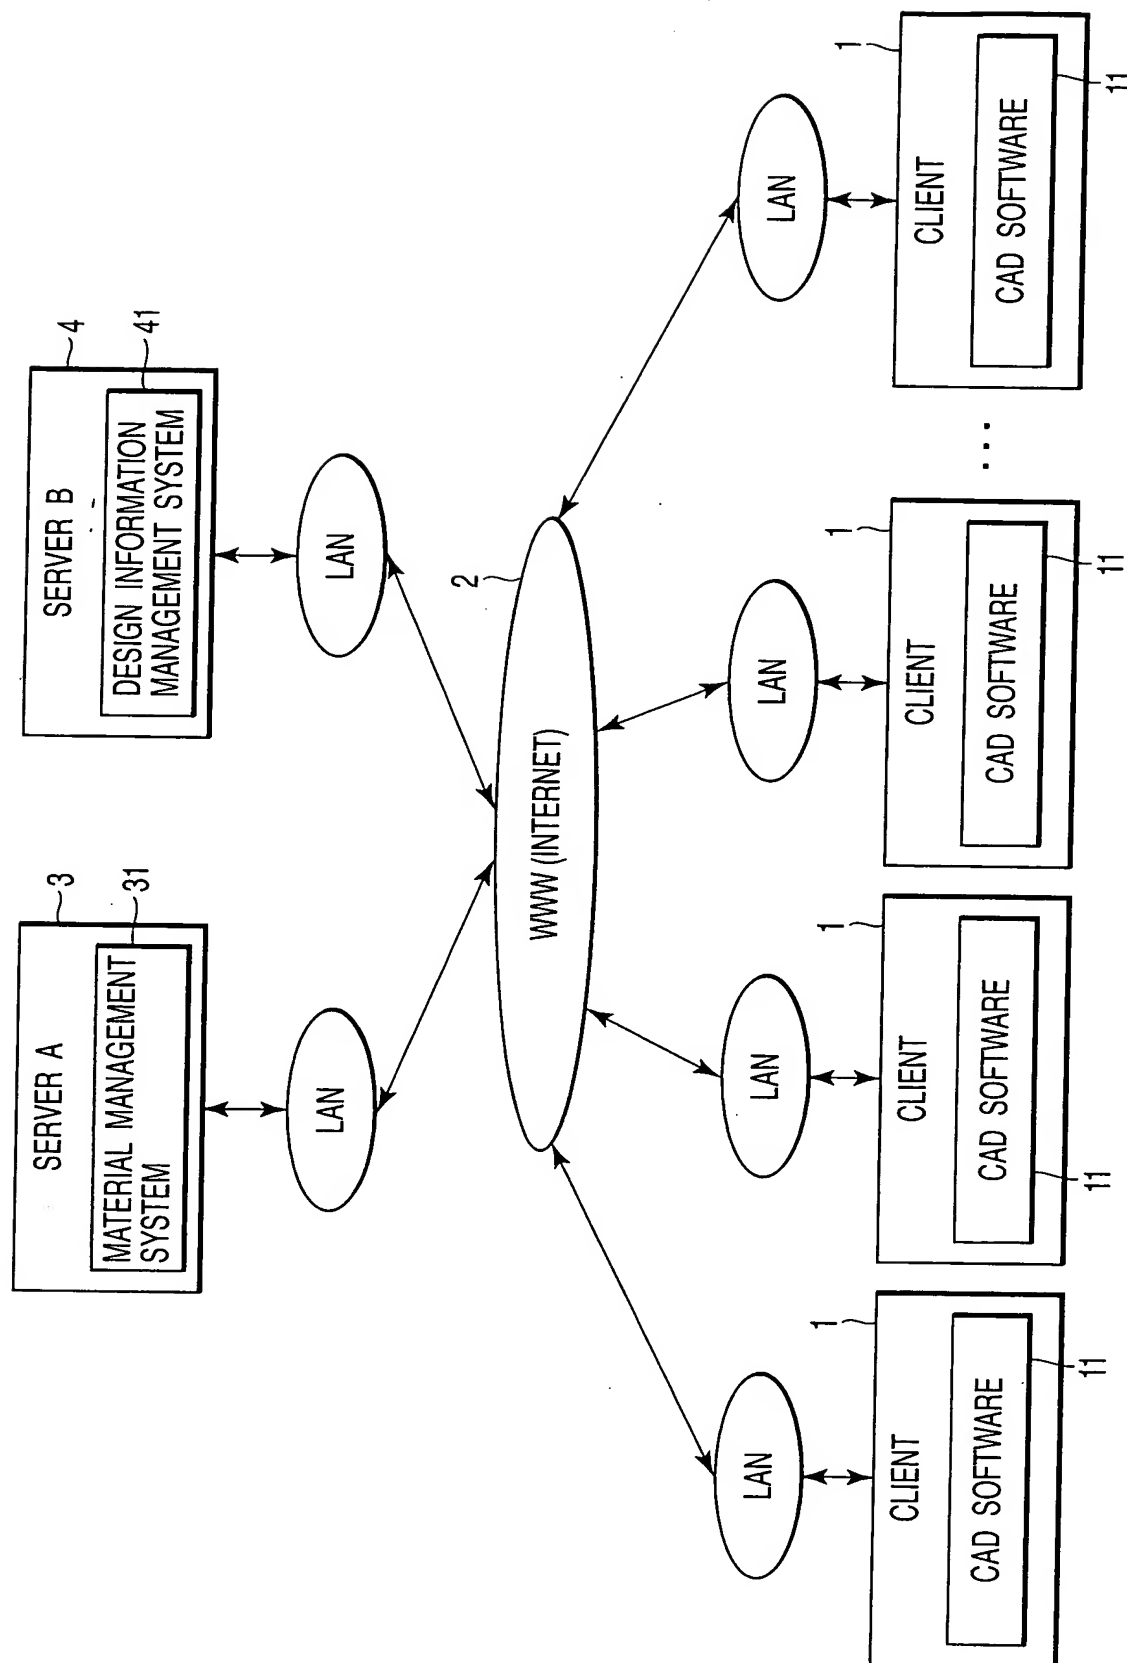 SERVER A
3
MATERIAL MANAGEMENT
SYSTEM
31
SERVER B
4
DESIGN INFORMATION
MANAGEMENT SYSTEM
41
LAN
LAN
WWW (INTERNET)
2
LAN
LAN
LAN
LAN
CLIENT
1
CAD SOFTWARE
11
CLIENT
1
CAD SOFTWARE
11
CLIENT
1
CAD SOFTWARE
11
...
CLIENT
1
CAD SOFTWARE
11